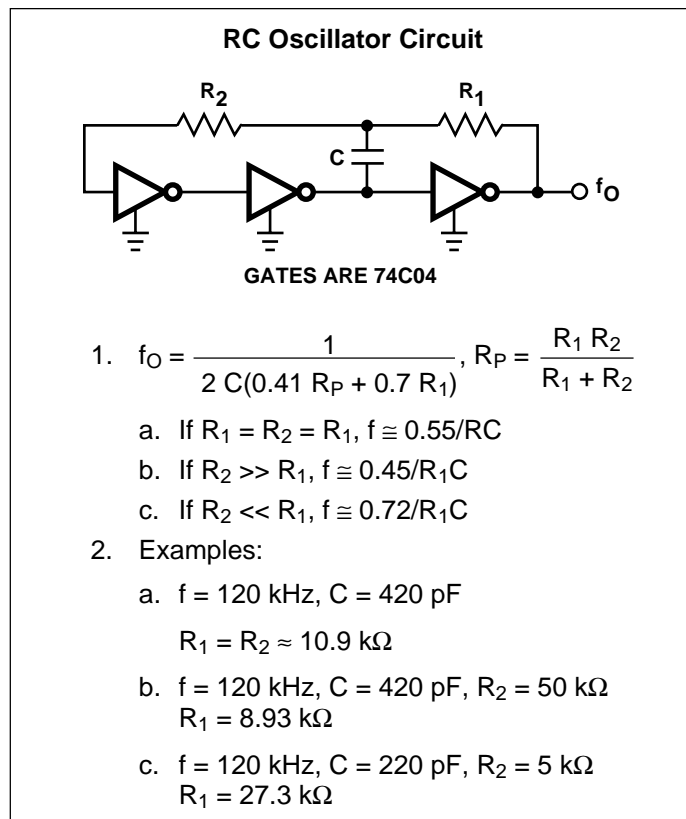 RC Oscillator Circuit
R2
R1
C
fO
GATES ARE 74C04
1. fO = 1 / 2 C(0.41 RP + 0.7 R1), RP = R1 R2 / R1 + R2
a. If R1 = R2 = R1, f ≅ 0.55/RC
b. If R2 >> R1, f ≅ 0.45/R1C
c. If R2 << R1, f ≅ 0.72/R1C
2. Examples:
a. f = 120 kHz, C = 420 pF
R1 = R2 ≈ 10.9 kΩ
b. f = 120 kHz, C = 420 pF, R2 = 50 kΩ
R1 = 8.93 kΩ
c. f = 120 kHz, C = 220 pF, R2 = 5 kΩ
R1 = 27.3 kΩ